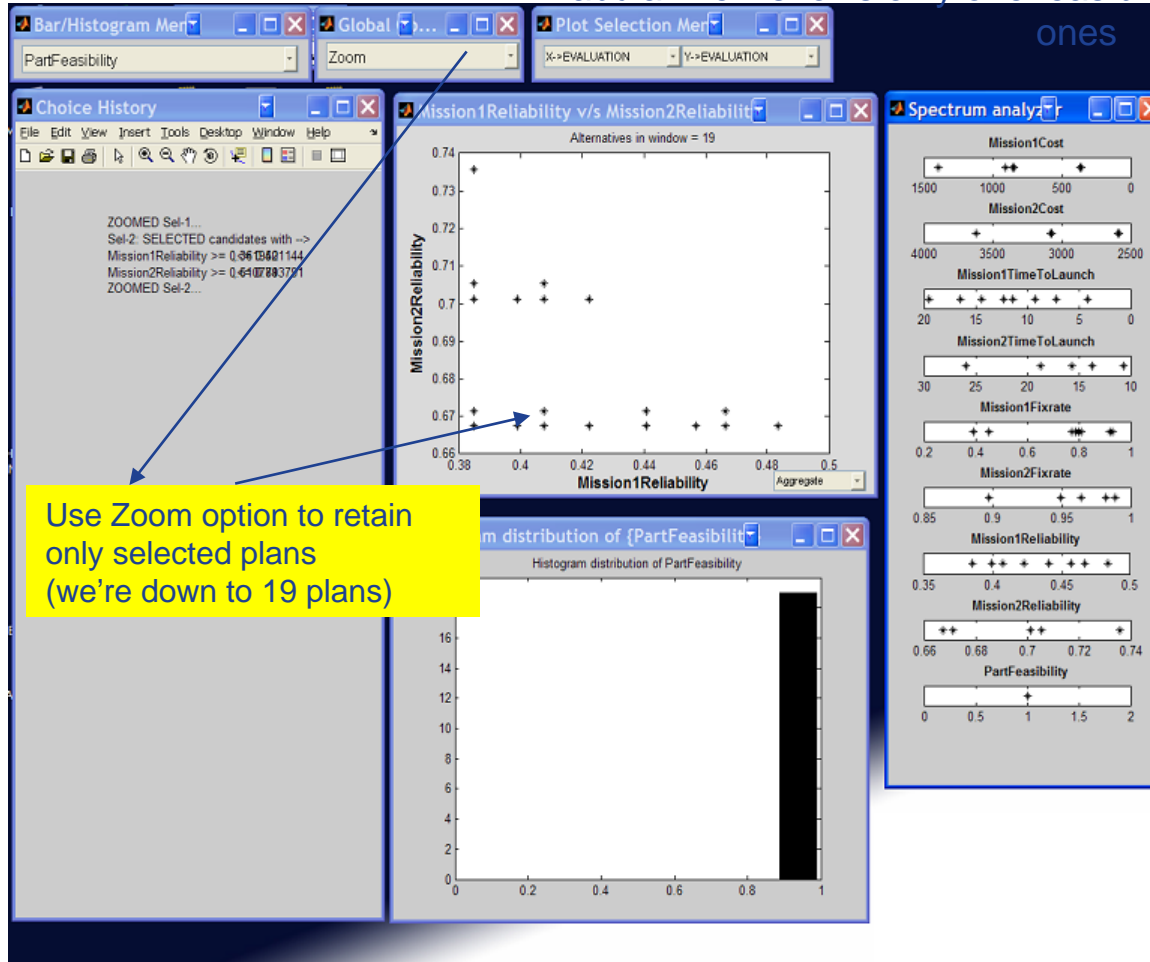 ones
Bar/Histogram Men
PartFeasibility
Global
Zoom
Plot Selection Men
X->EVALUATION
Y->EVALUATION
Choice History
File Edit View Insert Tools Desktop Window Help
ZOOMED Sel-1...
Sel-2: SELECTED candidates with -->
Mission1Reliability >=
Mission2Reliability >=
ZOOMED Sel-2...
Mission1Reliability v/s Mission2Reliabilit
Alternatives in window = 19
0.74
0.73
0.72
0.71
0.7
0.69
0.68
0.67
0.66
Mission2Reliability
0.38 0.4 0.42 0.44 0.46 0.48 0.5
Mission1Reliability
Aggregate
Use Zoom option to retain
only selected plans
(we're down to 19 plans)
m distribution of {PartFeasibilit
Histogram distribution of PartFeasibility
16
14
12
10
8
6
4
2
0
0 0.2 0.4 0.6 0.8 1
Spectrum analyz r
Mission1Cost
1500 1000 500 0
Mission2Cost
4000 3500 3000 2500
Mission1TimeToLaunch
20 15 10 5 0
Mission2TimeToLaunch
30 25 20 15 10
Mission1Fixrate
0.2 0.4 0.6 0.8 1
Mission2Fixrate
0.85 0.9 0.95 1
Mission1Reliability
0.35 0.4 0.45 0.5
Mission2Reliability
0.66 0.68 0.7 0.72 0.74
PartFeasibility
0 0.5 1 1.5 2